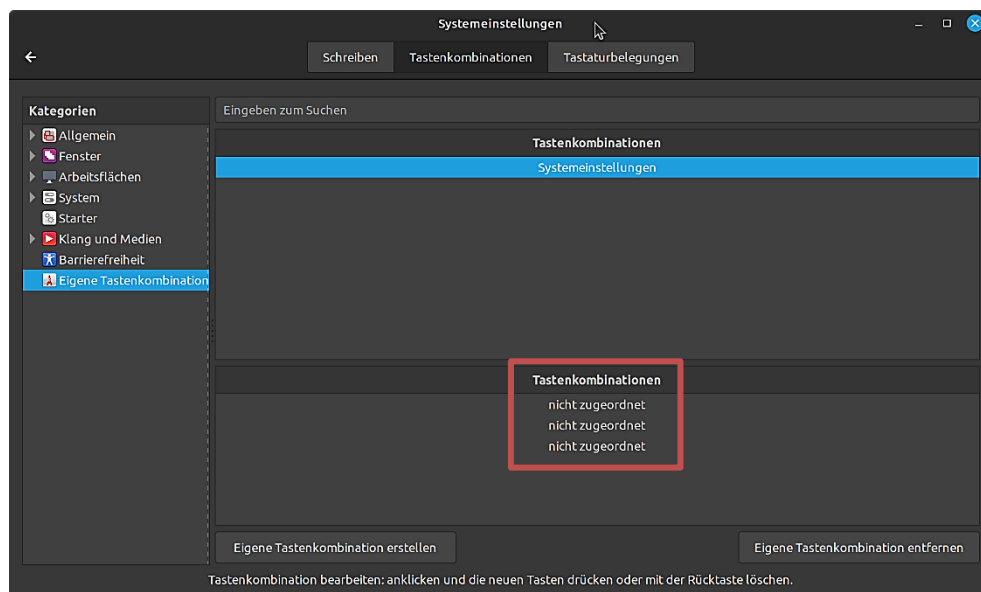 Systemeinstellungen
Schreiben Tastenkombinationen Tastaturbelegungen
Kategorien
Allgemein
Fenster
Arbeitsflächen
System
Starter
Klang und Medien
Barrierefreiheit
Eigene Tastenkombination
Eingeben zum Suchen
Tastenkombinationen
Systemeinstellungen
Tastenkombinationen
nicht zugeordnet
nicht zugeordnet
nicht zugeordnet
Eigene Tastenkombination erstellen Eigene Tastenkombination entfernen
Tastenkombination bearbeiten: anklicken und die neuen Tasten drücken oder mit der Rücktaste löschen.